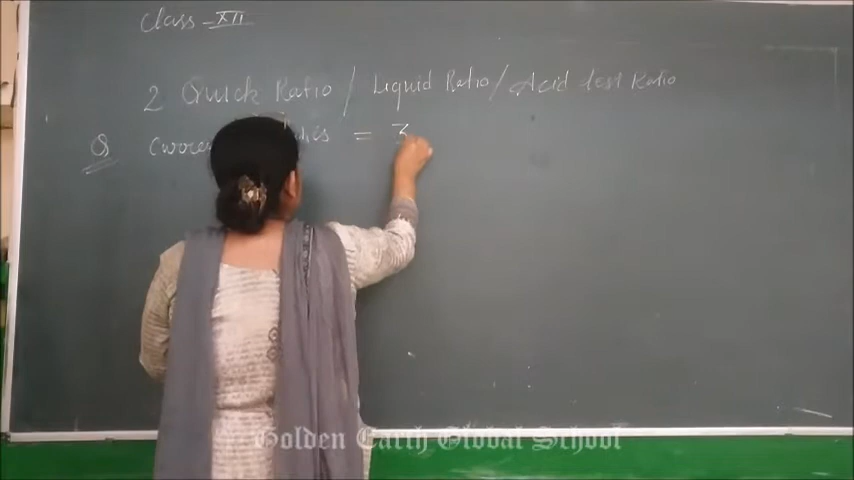 Class - XII
2 Quick Ratio / Liquid Ratio / Acid test Ratio
Q = 3
Golden Earth Global School